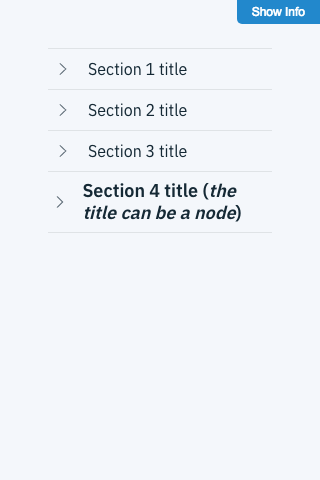 Show Info
Section 1 title
Section 2 title
Section 3 title
Section 4 title (the
title can be a node)